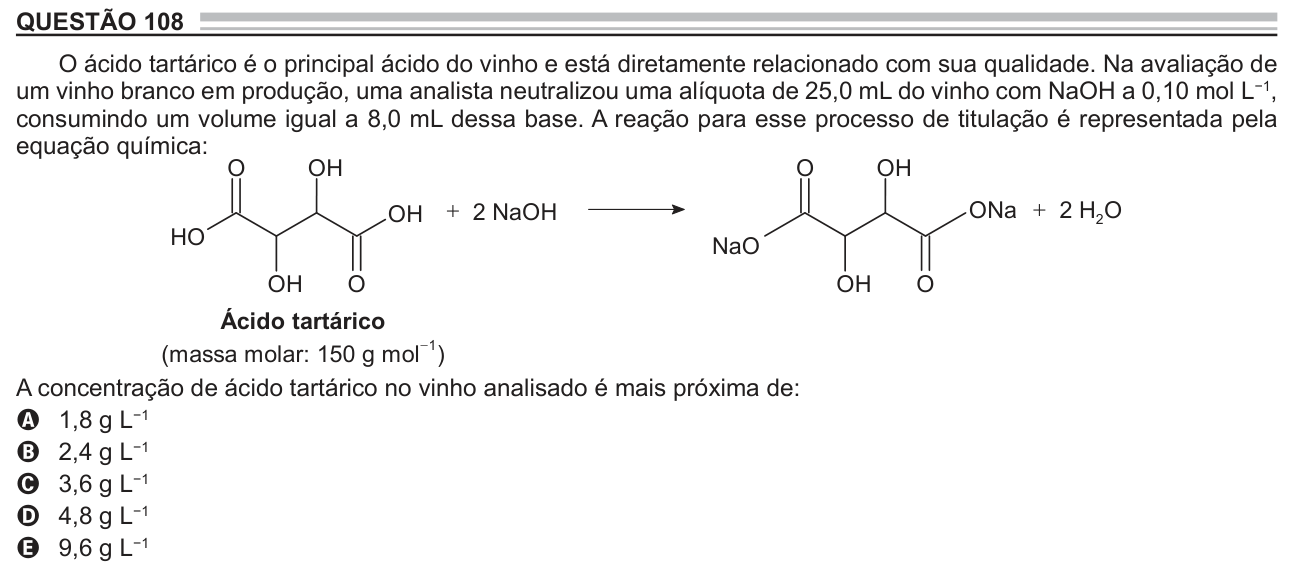 QUESTÃO 108
O ácido tartárico é o principal ácido do vinho e está diretamente relacionado com sua qualidade. Na avaliação de
um vinho branco em produção, uma analista neutralizou uma alíquota de 25,0 mL do vinho com NaOH a 0,10 mol L⁻¹,
consumindo um volume igual a 8,0 mL dessa base. A reação para esse processo de titulação é representada pela
equação química:
O OH O OH
HO OH + 2 NaOH NaO ONa + 2 H₂O
OH O OH O
Ácido tartárico
(massa molar: 150 g mol⁻¹)
A concentração de ácido tartárico no vinho analisado é mais próxima de:
A 1,8 g L⁻¹
B 2,4 g L⁻¹
C 3,6 g L⁻¹
D 4,8 g L⁻¹
E 9,6 g L⁻¹